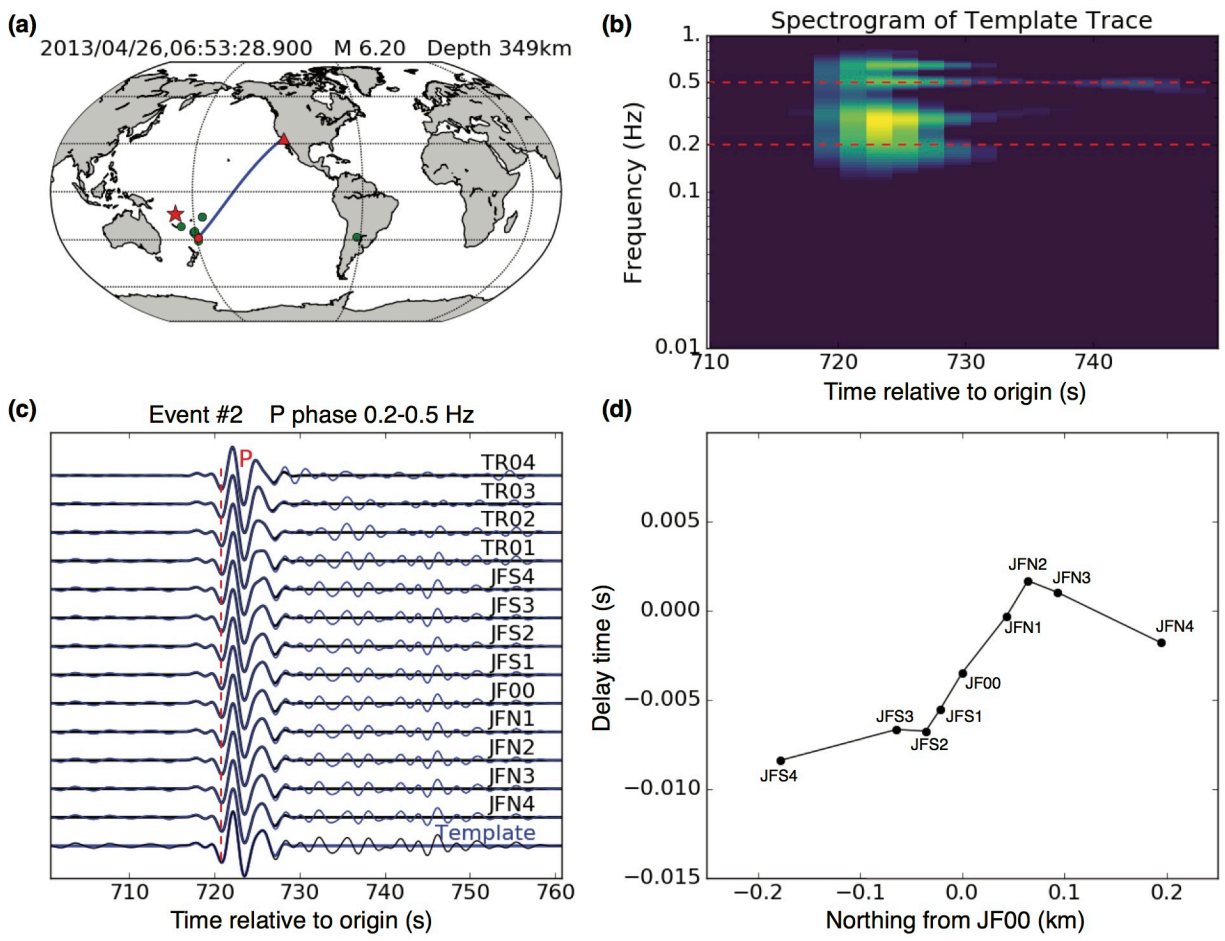 (a)
2013/04/26,06:53:28.900 M 6.20 Depth 349km
(b)
Spectrogram of Template Trace
1.
0.5
0.2
0.1
0.01
Frequency (Hz)
710 720 730 740
Time relative to origin (s)
(c)
Event #2 P phase 0.2-0.5 Hz
P
TR04
TR03
TR02
TR01
JFS4
JFS3
JFS2
JFS1
JF00
JFN1
JFN2
JFN3
JFN4
Template
710 720 730 740 750 760
Time relative to origin (s)
(d)
0.005
0.000
−0.005
−0.010
−0.015
Delay time (s)
JFN2
JFN3
JFN1
JFN4
JF00
JFS3
JFS1
JFS2
JFS4
−0.2 −0.1 0.0 0.1 0.2
Northing from JF00 (km)